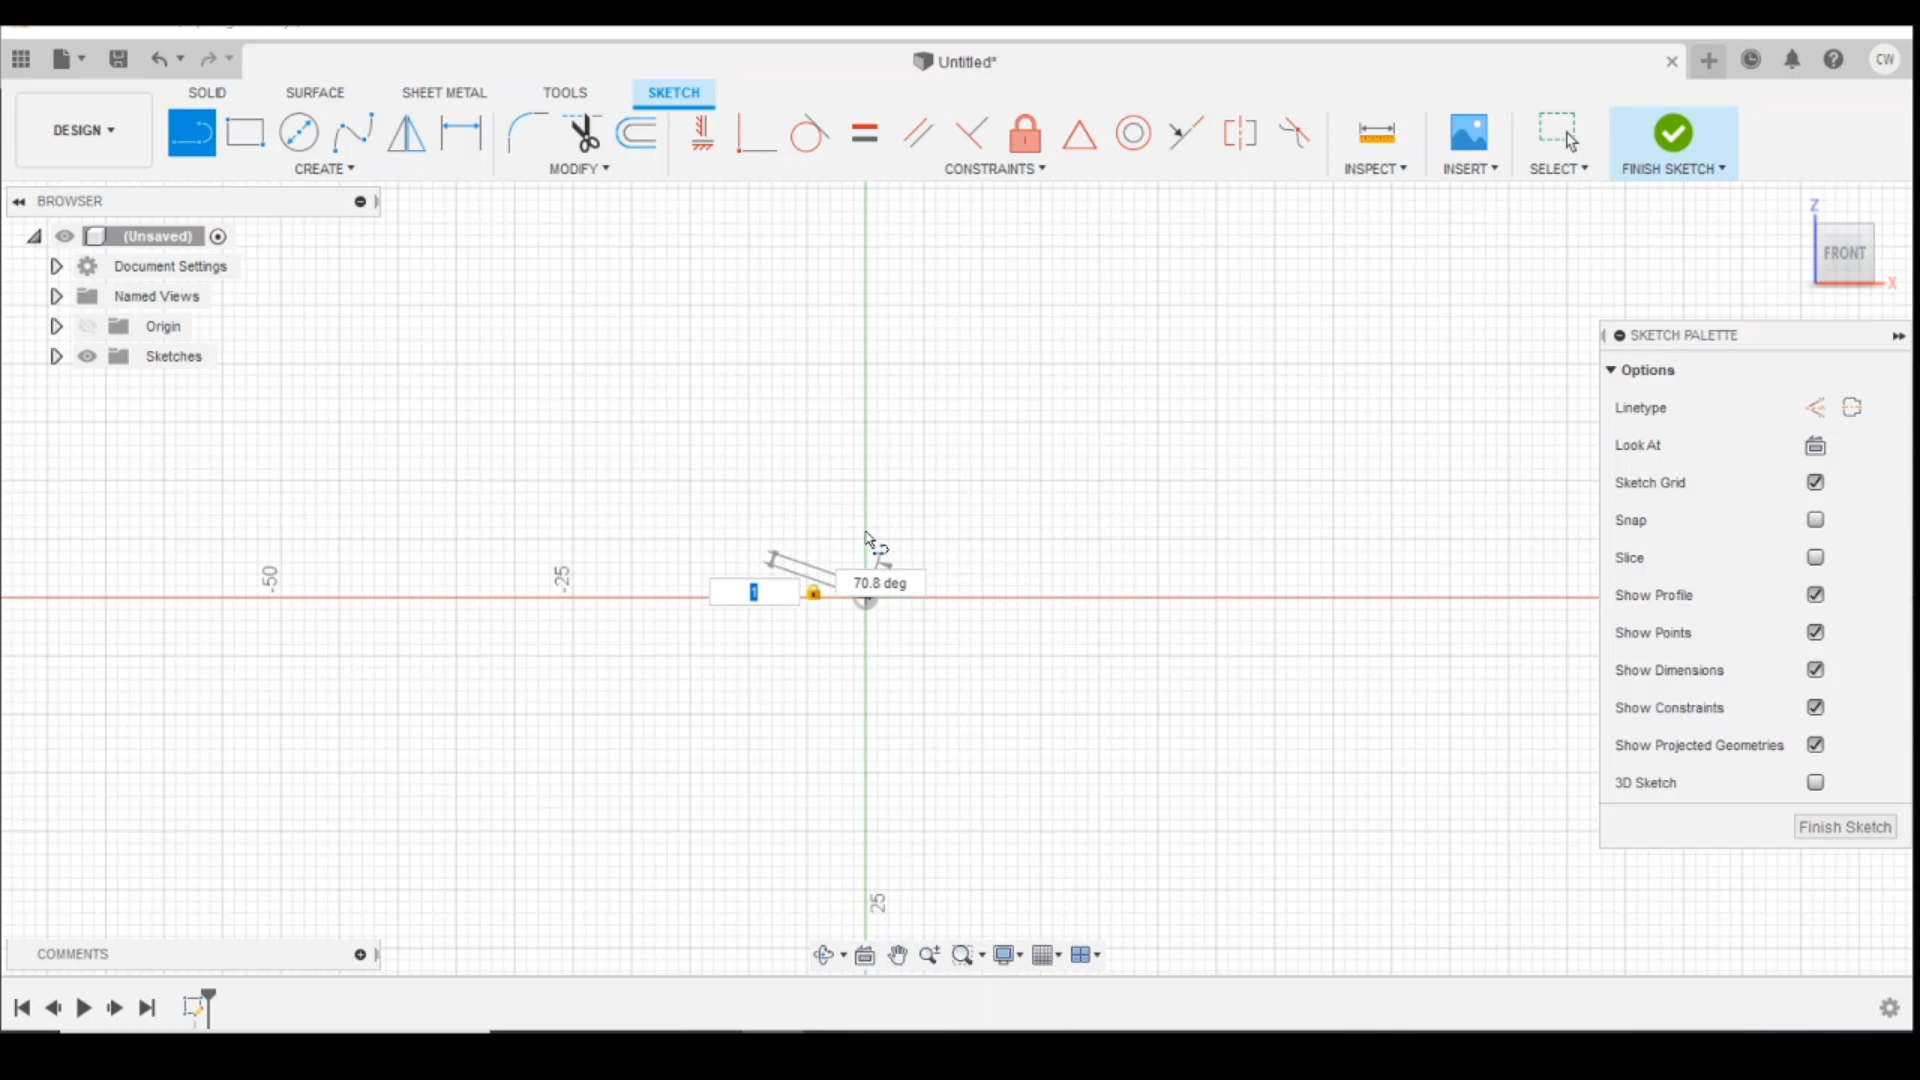 Untitled*
CW
SOLID
SURFACE
SHEET METAL
TOOLS
SKETCH
DESIGN
CREATE
MODIFY
CONSTRAINTS
INSPECT
INSERT
SELECT
FINISH SKETCH
BROWSER
(Unsaved)
Document Settings
Named Views
Origin
Sketches
Z
FRONT
X
SKETCH PALETTE
Options
Linetype
Look At
Sketch Grid
Snap
Slice
Show Profile
Show Points
Show Dimensions
Show Constraints
Show Projected Geometries
3D Sketch
Finish Sketch
-50
-25
1
70.8 deg
25
COMMENTS